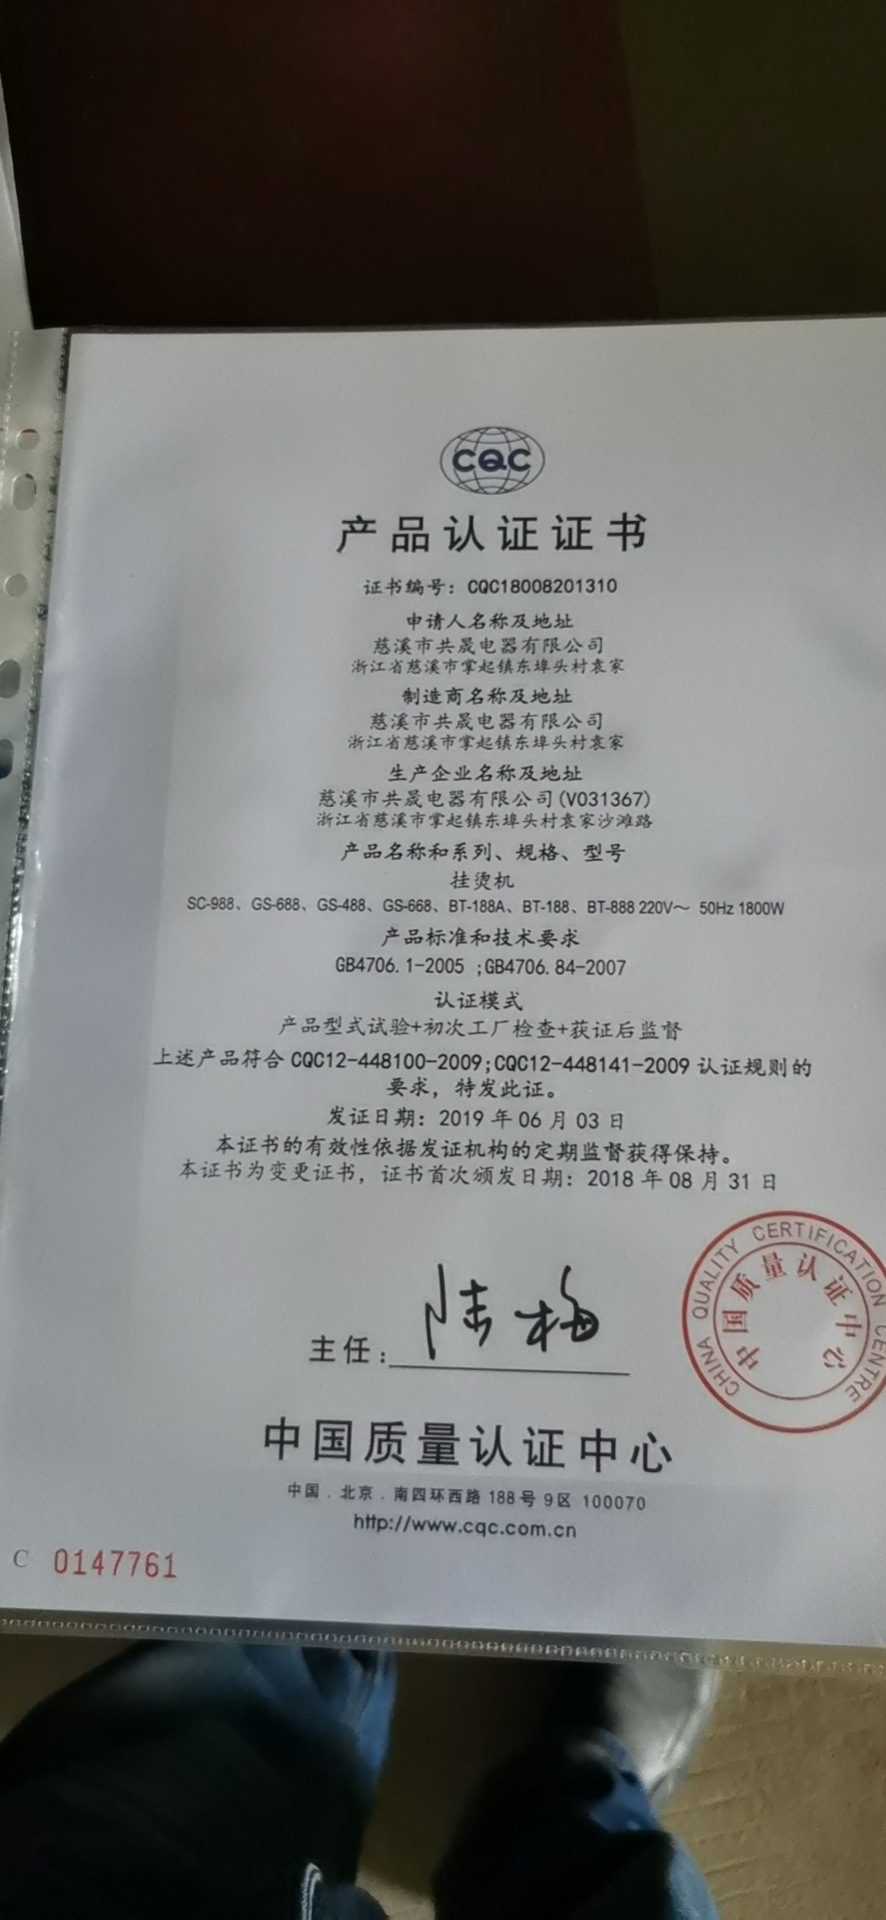 CQC
产品认证证书
证书编号：CQC18008201310
申请人名称及地址
慈溪市共晟电器有限公司
浙江省慈溪市掌起镇东埠头村袁家
制造商名称及地址
慈溪市共晟电器有限公司
浙江省慈溪市掌起镇东埠头村袁家
生产企业名称及地址
慈溪市共晟电器有限公司(V031367)
浙江省慈溪市掌起镇东埠头村袁家沙滩路
产品名称和系列、规格、型号
挂烫机
SC-988、GS-688、GS-488、GS-668、BT-188A、BT-188、BT-888 220V～ 50Hz 1800W
产品标准和技术要求
GB4706.1-2005 ;GB4706.84-2007
认证模式
产品型式试验+初次工厂检查+获证后监督
上述产品符合 CQC12-448100-2009;CQC12-448141-2009 认证规则的
要求，特发此证。
发证日期：2019 年 06 月 03 日
本证书的有效性依据发证机构的定期监督获得保持。
本证书为变更证书，证书首次颁发日期：2018 年 08 月 31 日
CHINA QUALITY CERTIFICATION CENTRE
中国质量认证中心
主任：陆梅
中国质量认证中心
中国．北京．南四环西路 188号 9区 100070
http://www.cqc.com.cn
C 0147761